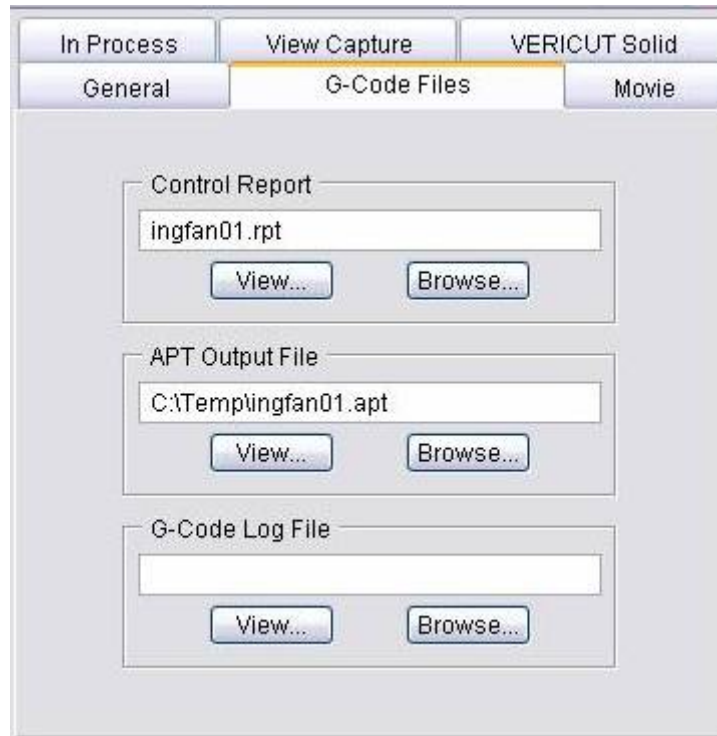 In Process View Capture VERICUT Solid
General G-Code Files Movie
Control Report
ingfan01.rpt
View... Browse...
APT Output File
C:\Temp\ingfan01.apt
View... Browse...
G-Code Log File
View... Browse...